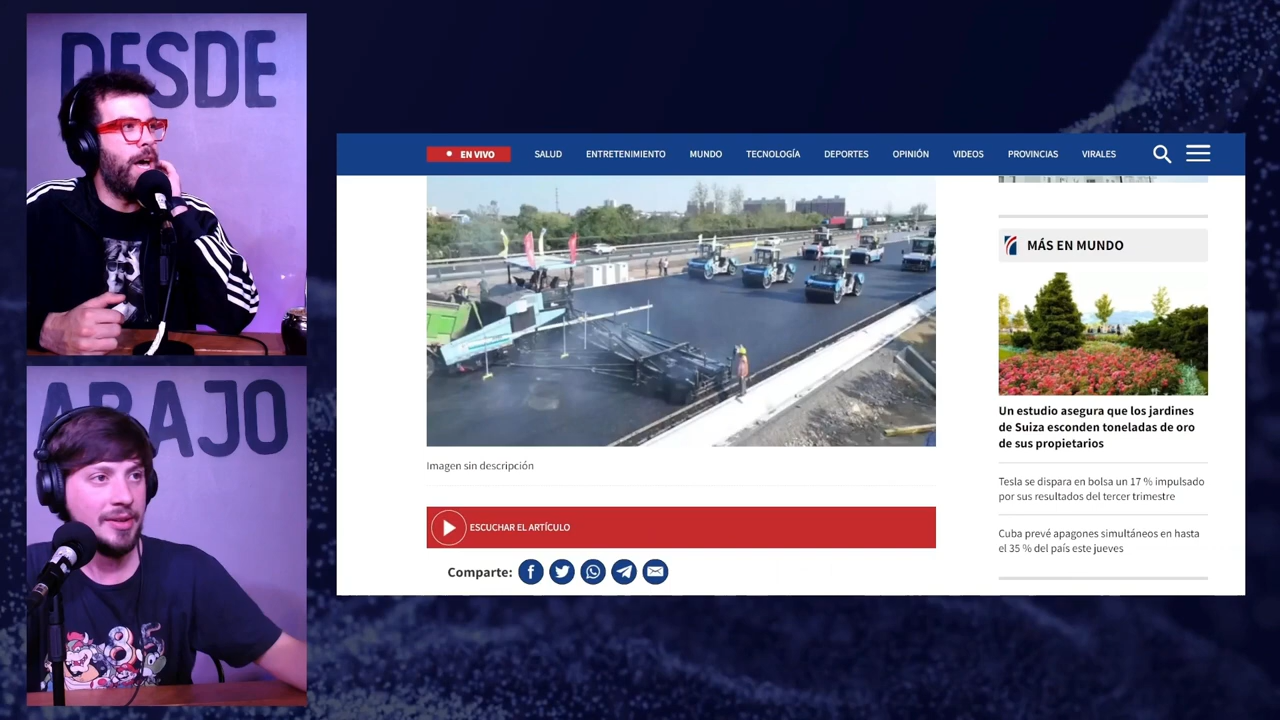 DESDE
ABAJO
85
EN VIVO
SALUD
ENTRETENIMIENTO
MUNDO
TECNOLOGÍA
DEPORTES
OPINIÓN
VIDEOS
PROVINCIAS
VIRALES
Imagen sin descripción
ESCUCHAR EL ARTÍCULO
Comparte:
MÁS EN MUNDO
Un estudio asegura que los jardines
de Suiza esconden toneladas de oro
de sus propietarios
Tesla se dispara en bolsa un 17 % impulsado
por sus resultados del tercer trimestre
Cuba prevé apagones simultáneos en hasta
el 35 % del país este jueves